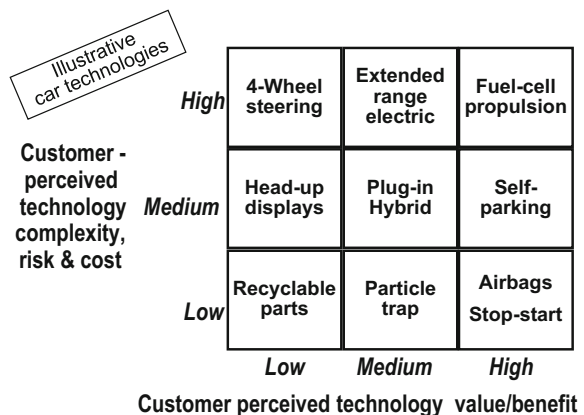 Illustrative
car technologies
Customer -
perceived
technology
complexity,
risk & cost
High
4-Wheel
steering
Extended
range
electric
Fuel-cell
propulsion
Medium
Head-up
displays
Plug-in
Hybrid
Self-
parking
Low
Recyclable
parts
Particle
trap
Airbags
Stop-start
Low
Medium
High
Customer perceived technology value/benefit